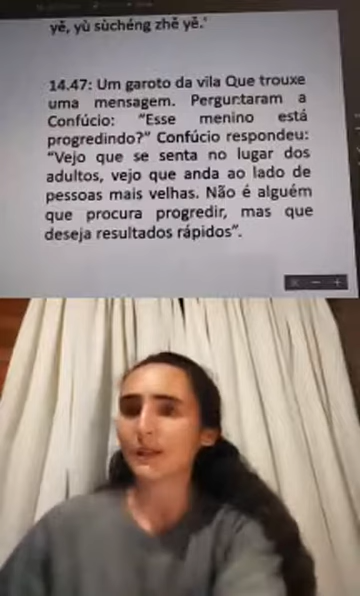 yě, yù sùchéng zhě yě.'
14.47: Um garoto da vila Que trouxe
uma mensagem. Perguntaram a
Confúcio: "Esse menino está
progredindo?" Confúcio respondeu:
"Vejo que se senta no lugar dos
adultos, vejo que anda ao lado de
pessoas mais velhas. Não é alguém
que procura progredir, mas que
deseja resultados rápidos".